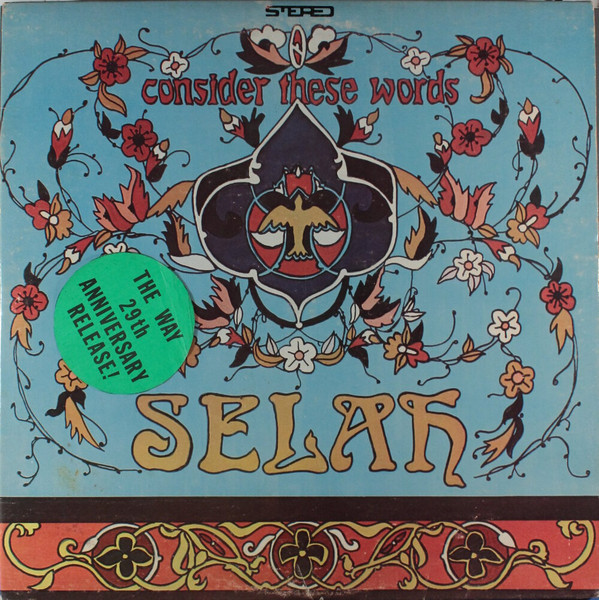 STEREO
consider these words
THE WAY
29th
ANNIVERSARY
RELEASE!
SELAH